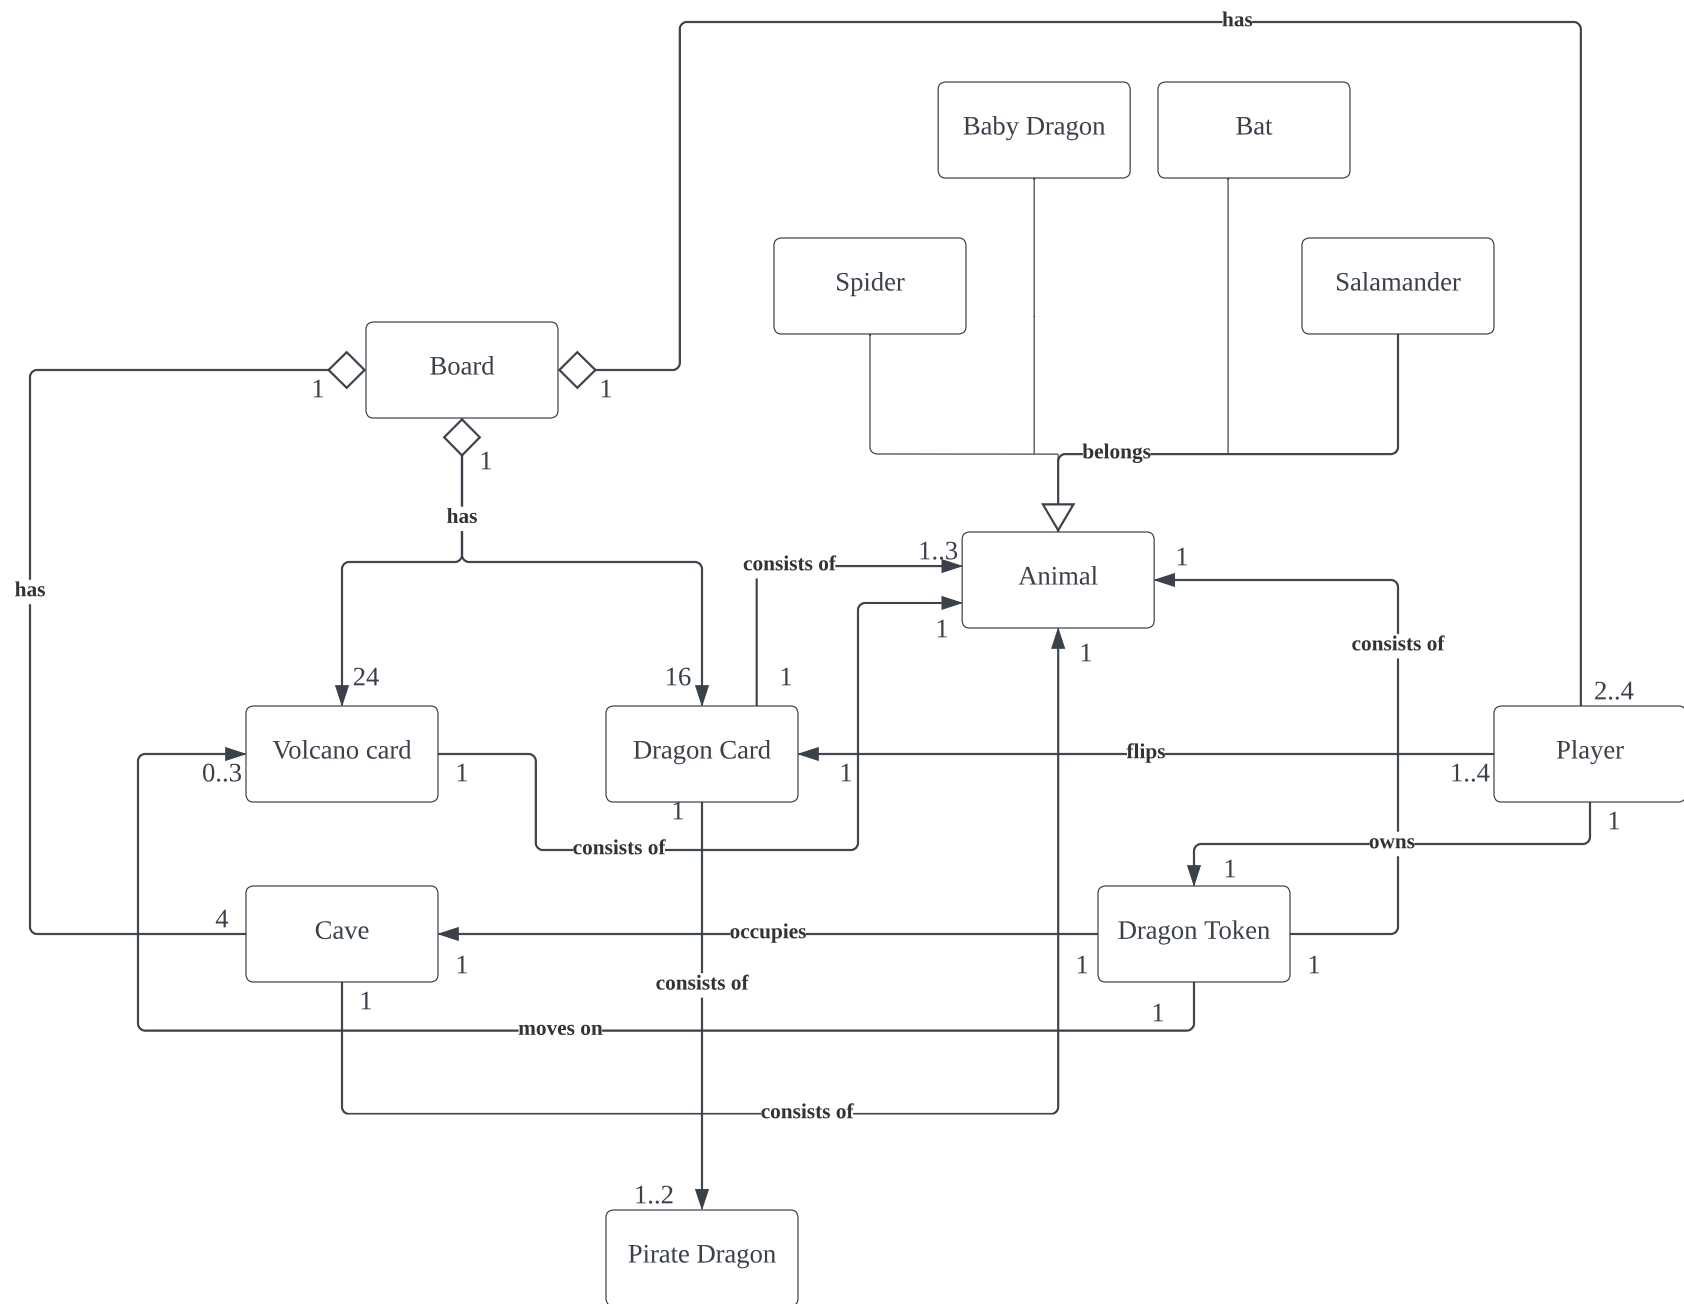 has
Baby Dragon
Bat
Spider
Salamander
Board
1
1
1
belongs
has
consists of
1..3
Animal
1
has
1
1
consists of
24
16
1
2..4
Volcano card
Dragon Card
flips
Player
0..3
1
1
1..4
1
consists of
1
owns
1
4
Cave
occupies
Dragon Token
1
1
1
consists of
1
1
moves on
consists of
1..2
Pirate Dragon